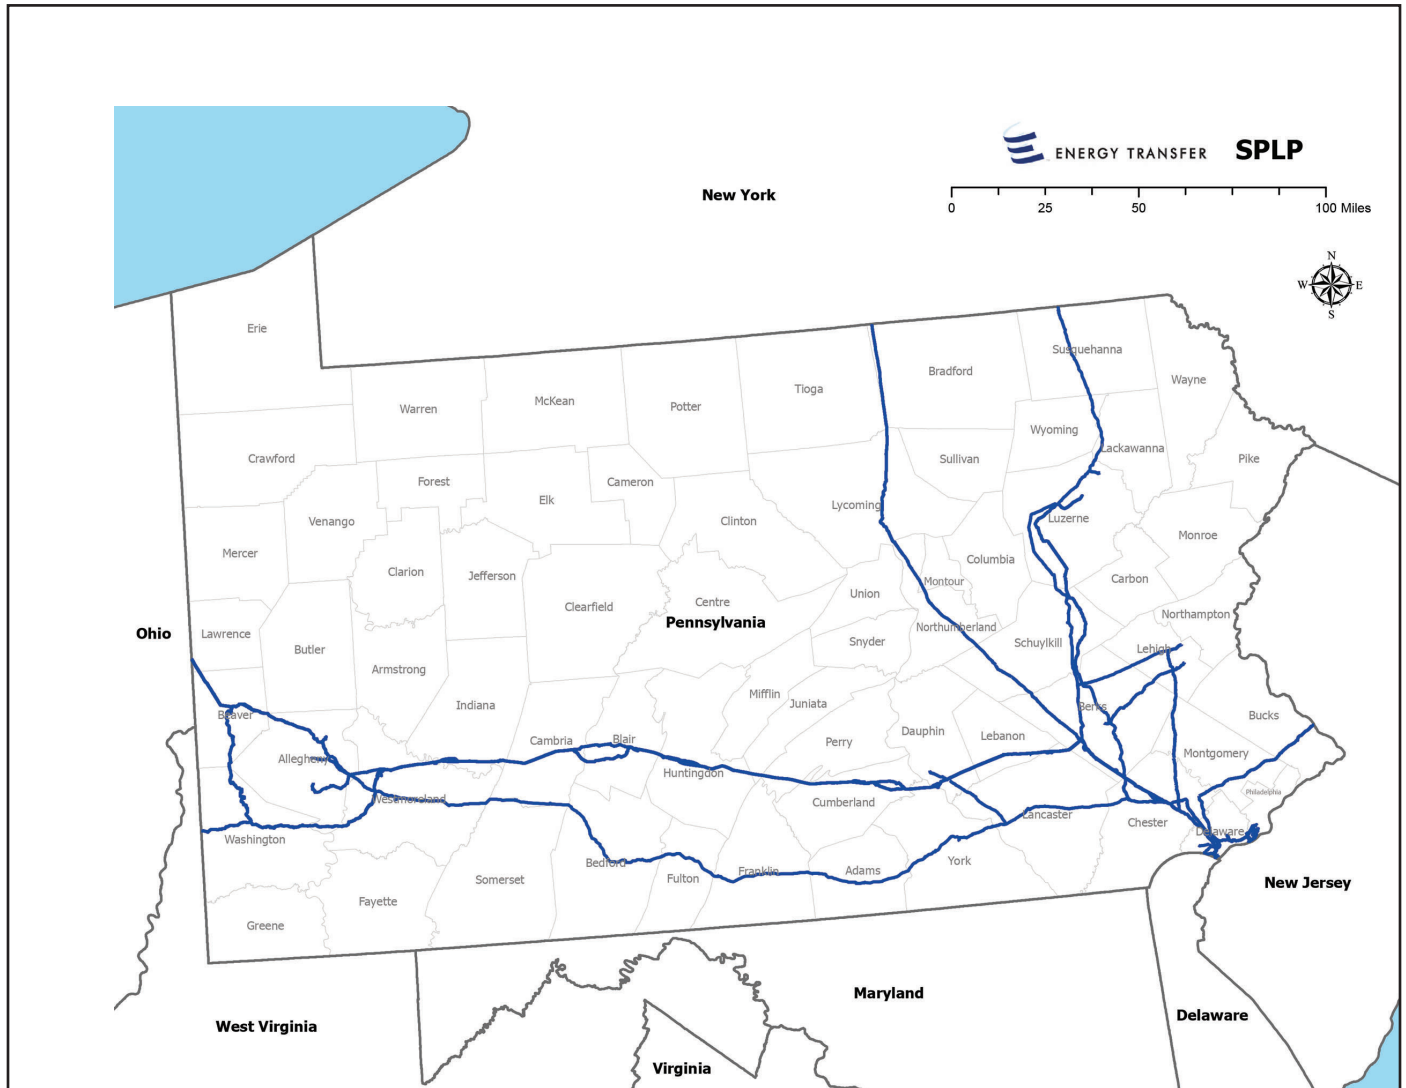 ENERGY TRANSFER SPLP
New York
0 25 50 100 Miles
N
W E
S
Erie
Susquehanna
Bradford
Wayne
Tioga
McKean
Potter
Warren
Wyoming
Lackawanna
Crawford
Sullivan
Pike
Forest
Cameron
Elk
Lycoming
Venango
Clinton
Luzerne
Monroe
Mercer
Columbia
Clarion
Jefferson
Montour
Carbon
Union
Centre
Clearfield
Northampton
Pennsylvania
Northumberland
Ohio
Lawrence
Snyder
Schuylkill
Butler
Lehigh
Armstrong
Mifflin
Juniata
Indiana
Berks
Beaver
Bucks
Dauphin
Lebanon
Cambria
Blair
Perry
Montgomery
Allegheny
Huntingdon
Philadelphia
Westmoreland
Cumberland
Lancaster
Chester
Delaware
Washington
Bedford
York
Franklin
Adams
Somerset
Fulton
New Jersey
Fayette
Greene
Maryland
Delaware
West Virginia
Virginia